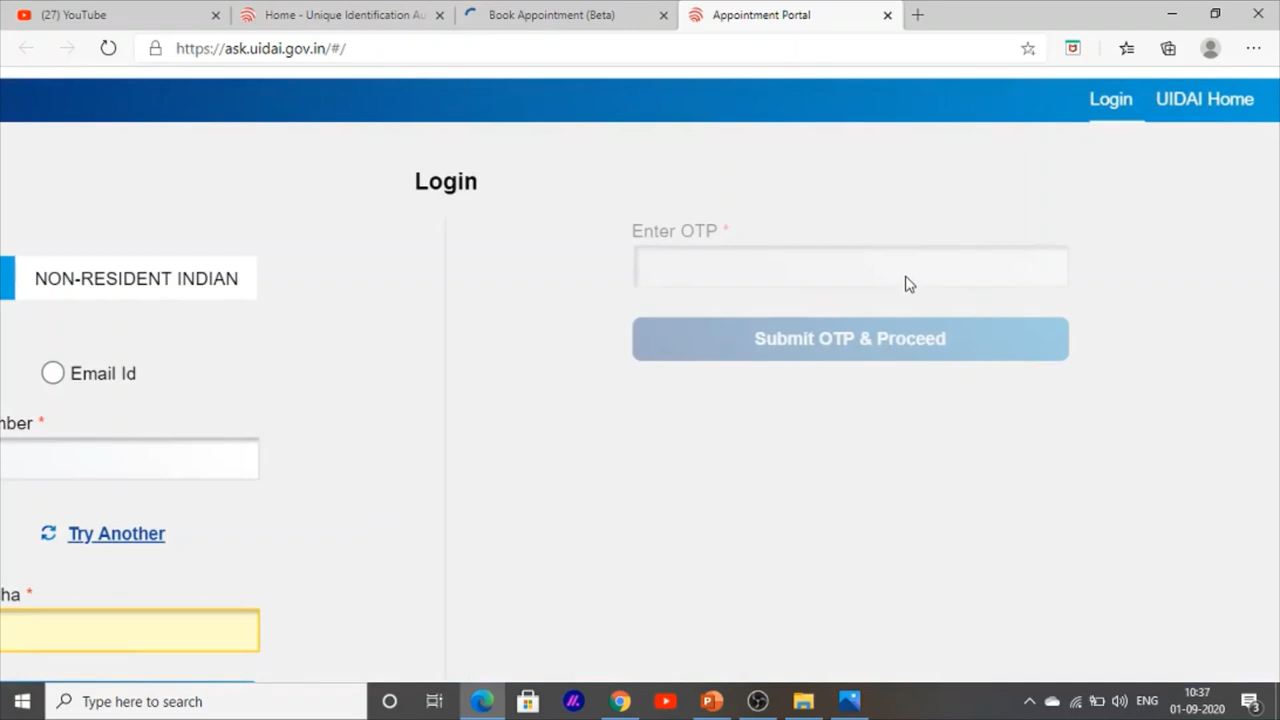 (27) YouTube
Home - Unique Identification Au
Book Appointment (Beta)
Appointment Portal
https://ask.uidai.gov.in/#/
Login
UIDAI Home
Login
Enter OTP *
NON-RESIDENT INDIAN
Submit OTP & Proceed
Email Id
mber *
Try Another
ha *
Type here to search
ENG
10:37
01-09-2020
3